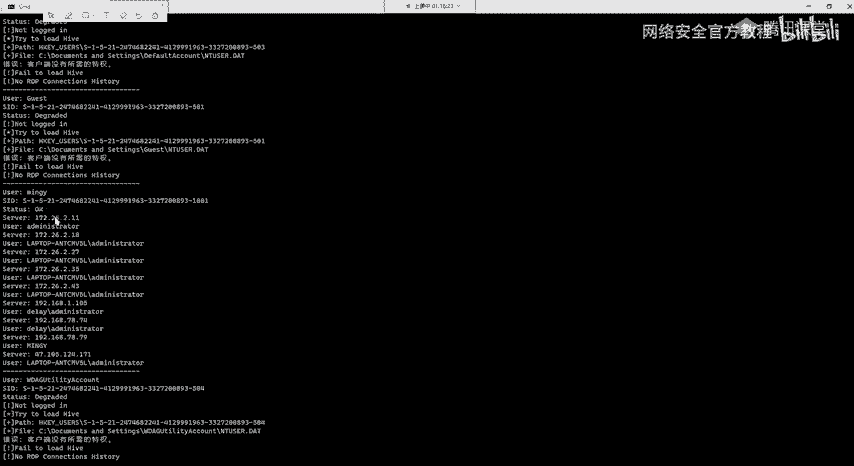 Cmd
Status: Degraded
[!]Not logged in
[+]Try to load Hive
[+]Path: HKEY_USERS\S-1-5-21-2474682241-4129991963-3327200893-503
[+]File: C:\Documents and Settings\DefaultAccount\NTUSER.DAT
错误: 客户端没有所需的特权。
[!]Fail to load Hive
[!]No RDP Connections History
----------------------------------
User: Guest
SID: S-1-5-21-2474682241-4129991963-3327200893-501
Status: Degraded
[!]Not logged in
[+]Try to load Hive
[+]Path: HKEY_USERS\S-1-5-21-2474682241-4129991963-3327200893-501
[+]File: C:\Documents and Settings\Guest\NTUSER.DAT
错误: 客户端没有所需的特权。
[!]Fail to load Hive
[!]No RDP Connections History
----------------------------------
User: mingy
SID: S-1-5-21-2474682241-4129991963-3327200893-1001
Status: OK
Server: 172.26.2.11
User: administrator
Server: 172.26.2.18
User: LAPTOP-ANTCMV5L\administrator
Server: 172.26.2.27
User: LAPTOP-ANTCMV5L\administrator
Server: 172.26.2.35
User: LAPTOP-ANTCMV5L\administrator
Server: 172.26.2.43
User: LAPTOP-ANTCMV5L\administrator
Server: 192.168.1.105
User: delay\administrator
Server: 192.168.78.74
User: delay\administrator
Server: 192.168.78.79
User: MINGY
Server: 47.105.124.171
User: LAPTOP-ANTCMV5L\administrator
----------------------------------
User: WDAGUtilityAccount
SID: S-1-5-21-2474682241-4129991963-3327200893-504
Status: Degraded
[!]Not logged in
[+]Try to load Hive
[+]Path: HKEY_USERS\S-1-5-21-2474682241-4129991963-3327200893-504
[+]File: C:\Documents and Settings\WDAGUtilityAccount\NTUSER.DAT
错误: 客户端没有所需的特权。
[!]Fail to load Hive
[!]No RDP Connections History
上课中 01:18:23
网络安全官方教程
腾讯课堂
bilibili